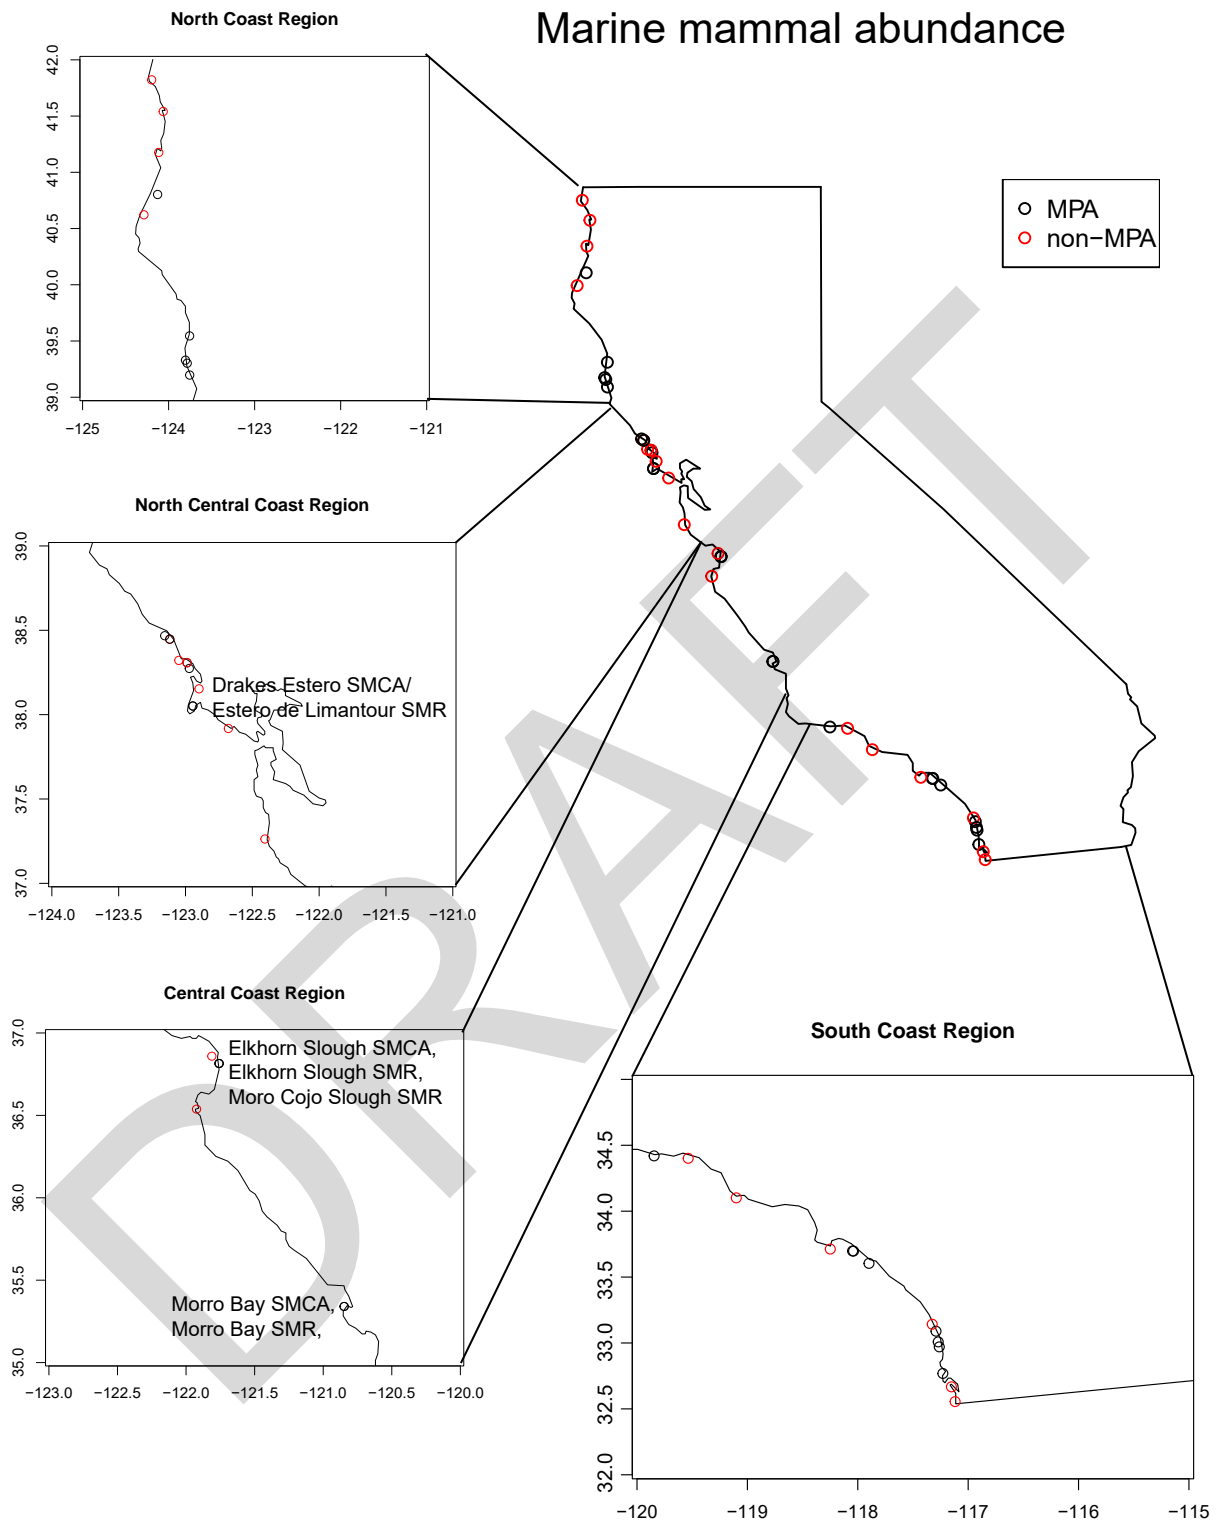 Marine mammal abundance
North Coast Region
42.0
41.5
41.0
40.5
40.0
39.5
39.0
−125 −124 −123 −122 −121
MPA
non−MPA
North Central Coast Region
39.0
38.5
38.0
37.5
37.0
Drakes Estero SMCA/
Estero de Limantour SMR
−124.0 −123.5 −123.0 −122.5 −122.0 −121.5 −121.0
Central Coast Region
37.0
36.5
36.0
35.5
35.0
Elkhorn Slough SMCA,
Elkhorn Slough SMR,
Moro Cojo Slough SMR
Morro Bay SMCA,
Morro Bay SMR,
−123.0 −122.5 −122.0 −121.5 −121.0 −120.5 −120.0
South Coast Region
34.5
34.0
33.5
33.0
32.5
32.0
−120 −119 −118 −117 −116 −115
DRAFT